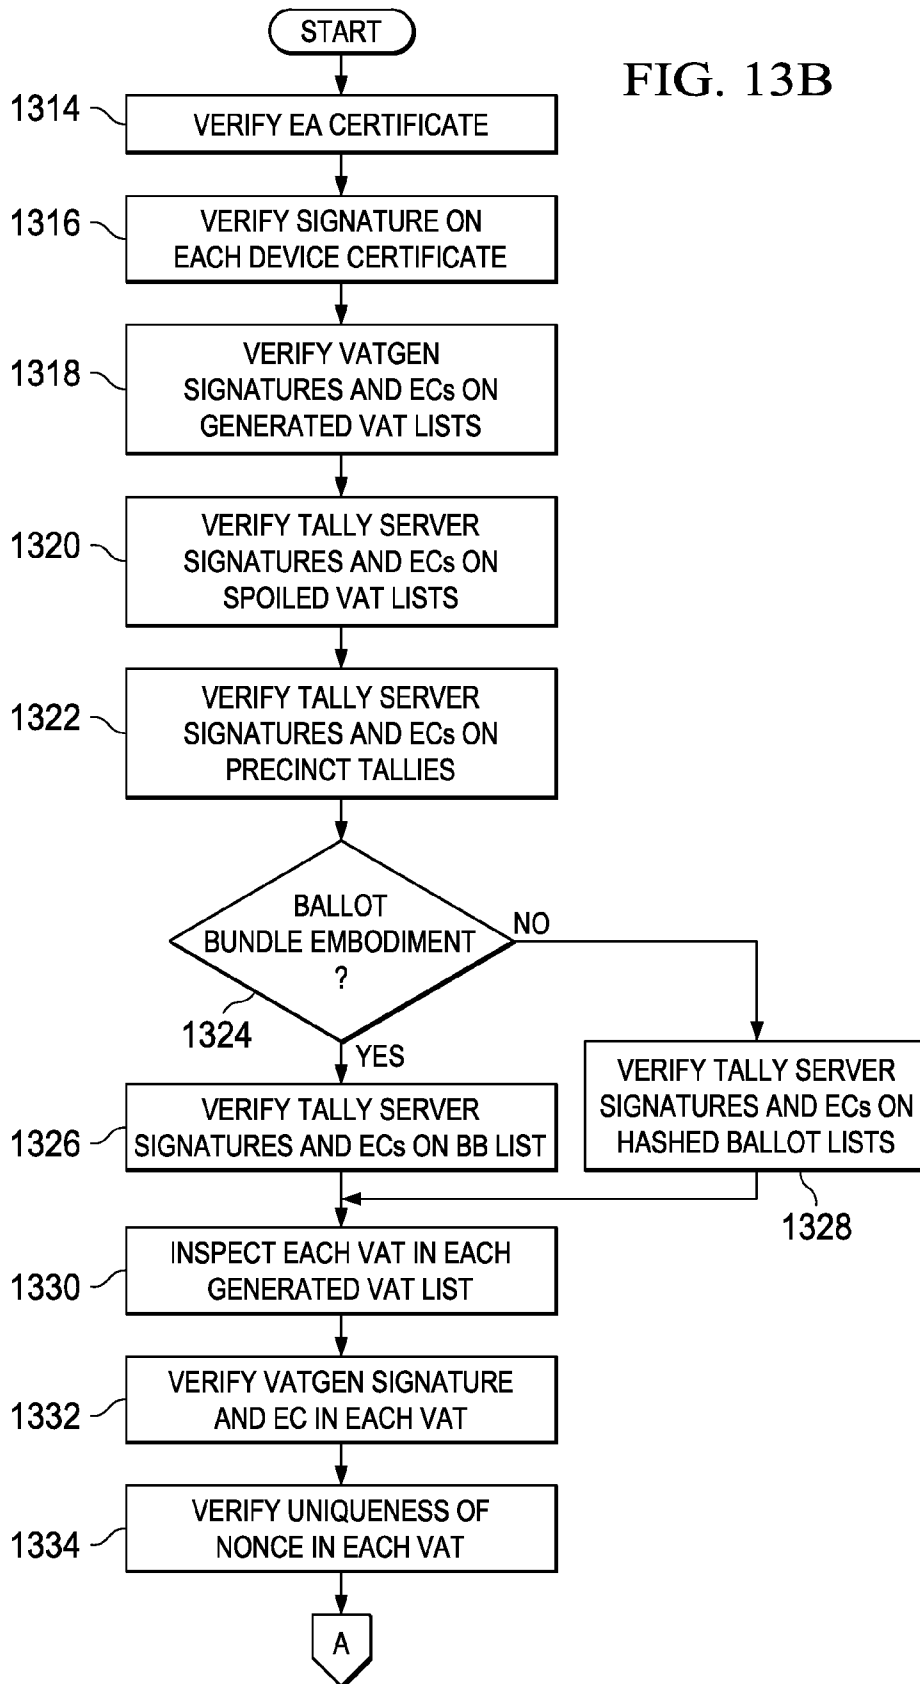 START
FIG. 13B
1314
VERIFY EA CERTIFICATE
1316
VERIFY SIGNATURE ON
EACH DEVICE CERTIFICATE
1318
VERIFY VATGEN
SIGNATURES AND ECs ON
GENERATED VAT LISTS
1320
VERIFY TALLY SERVER
SIGNATURES AND ECs ON
SPOILED VAT LISTS
1322
VERIFY TALLY SERVER
SIGNATURES AND ECs ON
PRECINCT TALLIES
BALLOT
BUNDLE EMBODIMENT
?
NO
1324
YES
1326
VERIFY TALLY SERVER
SIGNATURES AND ECs ON BB LIST
VERIFY TALLY SERVER
SIGNATURES AND ECs ON
HASHED BALLOT LISTS
1328
1330
INSPECT EACH VAT IN EACH
GENERATED VAT LIST
1332
VERIFY VATGEN SIGNATURE
AND EC IN EACH VAT
1334
VERIFY UNIQUENESS OF
NONCE IN EACH VAT
A